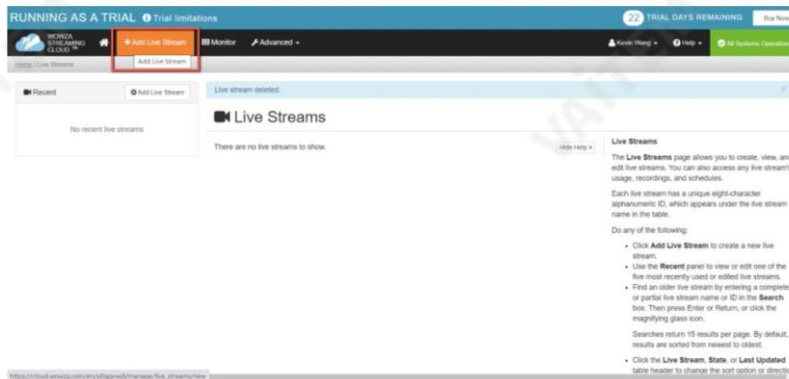 RUNNING AS A TRIAL Trial limitations
22 TRIAL DAYS REMAINING Buy Now
WOWZA
STREAMING
CLOUD ™
+ Add Live Stream Monitor Advanced
Kevin Wang Help All Systems Operation
Home / Live Streams
Add Live Stream
Recent Add Live Stream
No recent live streams
Live stream deleted.
Live Streams
There are no live streams to show.
Hide Help »
Live Streams
The Live Streams page allows you to create, view, and
edit live streams. You can also access any live stream's
usage, recordings, and schedules.
Each live stream has a unique eight-character
alphanumeric ID, which appears under the live stream
name in the table.
Do any of the following:
• Click Add Live Stream to create a new live
stream.
• Use the Recent panel to view or edit one of the
five most recently used or edited live streams.
• Find an older live stream by entering a complete
or partial live stream name or ID in the Search
box. Then press Enter or Return, or click the
magnifying glass icon.
Searches return 15 results per page. By default,
results are sorted from newest to oldest.
• Click the Live Stream, State, or Last Updated
table header to change the sort option or directio